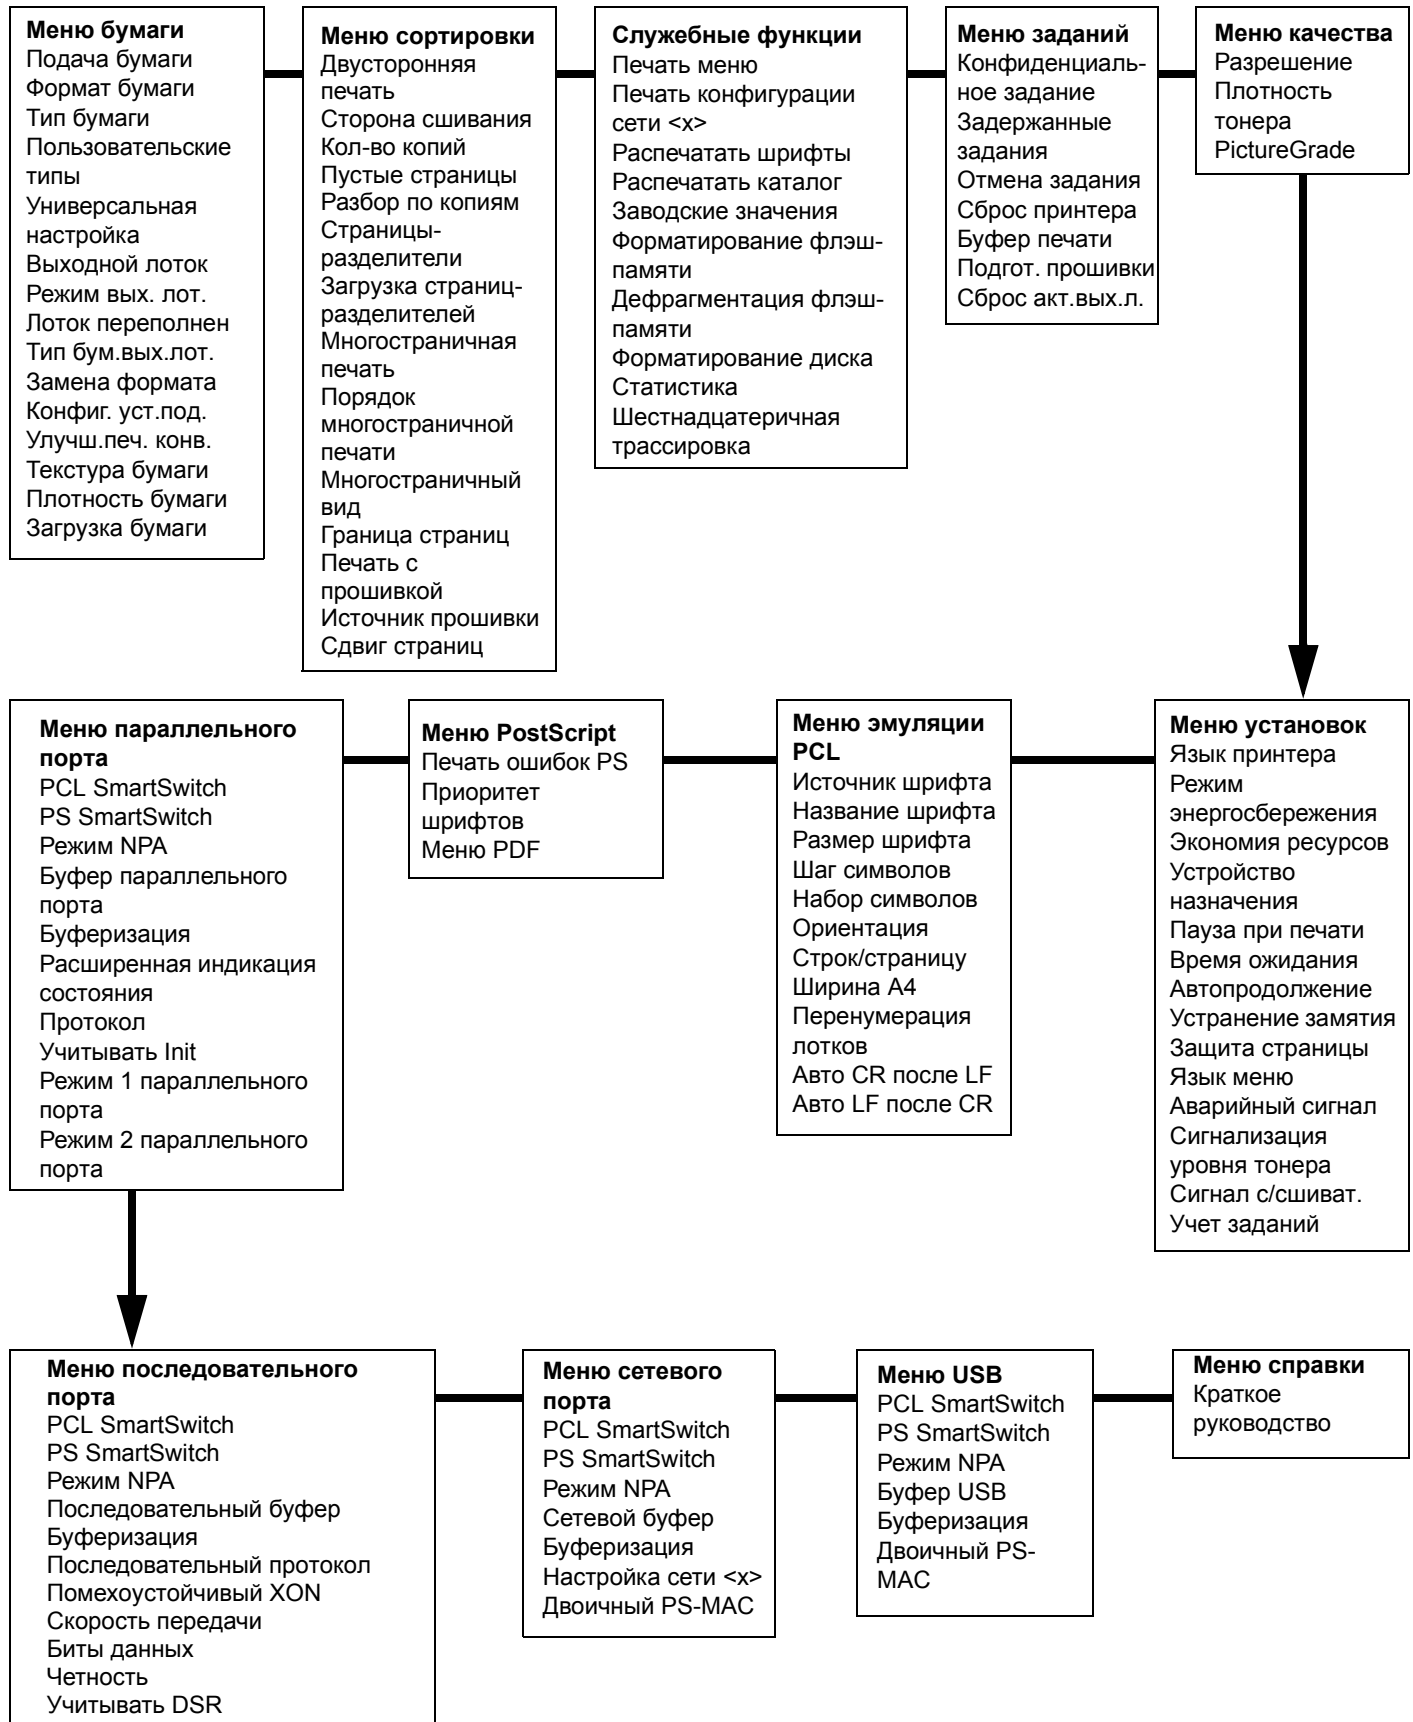 Меню бумаги
Подача бумаги
Формат бумаги
Тип бумаги
Пользовательские
типы
Универсальная
настройка
Выходной лоток
Режим вых. лот.
Лоток переполнен
Тип бум.вых.лот.
Замена формата
Конфиг. уст.под.
Улучш.печ. конв.
Текстура бумаги
Плотность бумаги
Загрузка бумаги
Меню сортировки
Двусторонняя
печать
Сторона сшивания
Кол-во копий
Пустые страницы
Разбор по копиям
Страницы-
разделители
Загрузка страниц-
разделителей
Многостраничная
печать
Порядок
многостраничной
печати
Многостраничный
вид
Граница страниц
Печать с
прошивкой
Источник прошивки
Сдвиг страниц
Служебные функции
Печать меню
Печать конфигурации
сети <x>
Распечатать шрифты
Распечатать каталог
Заводские значения
Форматирование флэш-
памяти
Дефрагментация флэш-
памяти
Форматирование диска
Статистика
Шестнадцатеричная
трассировка
Меню заданий
Конфиденциаль-
ное задание
Задержанные
задания
Отмена задания
Сброс принтера
Буфер печати
Подгот. прошивки
Сброс акт.вых.л.
Меню качества
Разрешение
Плотность
тонера
PictureGrade
Меню параллельного
порта
PCL SmartSwitch
PS SmartSwitch
Режим NPA
Буфер параллельного
порта
Буферизация
Расширенная индикация
состояния
Протокол
Учитывать Init
Режим 1 параллельного
порта
Режим 2 параллельного
порта
Меню PostScript
Печать ошибок PS
Приоритет
шрифтов
Меню PDF
Меню эмуляции
PCL
Источник шрифта
Название шрифта
Размер шрифта
Шаг символов
Набор символов
Ориентация
Строк/страницу
Ширина A4
Перенумерация
лотков
Авто CR после LF
Авто LF после CR
Меню установок
Язык принтера
Режим
энергосбережения
Экономия ресурсов
Устройство
назначения
Пауза при печати
Время ожидания
Автопродолжение
Устранение замятия
Защита страницы
Язык меню
Аварийный сигнал
Сигнализация
уровня тонера
Сигнал с/сшиват.
Учет заданий
Меню последовательного
порта
PCL SmartSwitch
PS SmartSwitch
Режим NPA
Последовательный буфер
Буферизация
Последовательный протокол
Помехоустойчивый XON
Скорость передачи
Биты данных
Четность
Учитывать DSR
Меню сетевого
порта
PCL SmartSwitch
PS SmartSwitch
Режим NPA
Сетевой буфер
Буферизация
Настройка сети <x>
Двоичный PS-MAC
Меню USB
PCL SmartSwitch
PS SmartSwitch
Режим NPA
Буфер USB
Буферизация
Двоичный PS-
MAC
Меню справки
Краткое
руководство